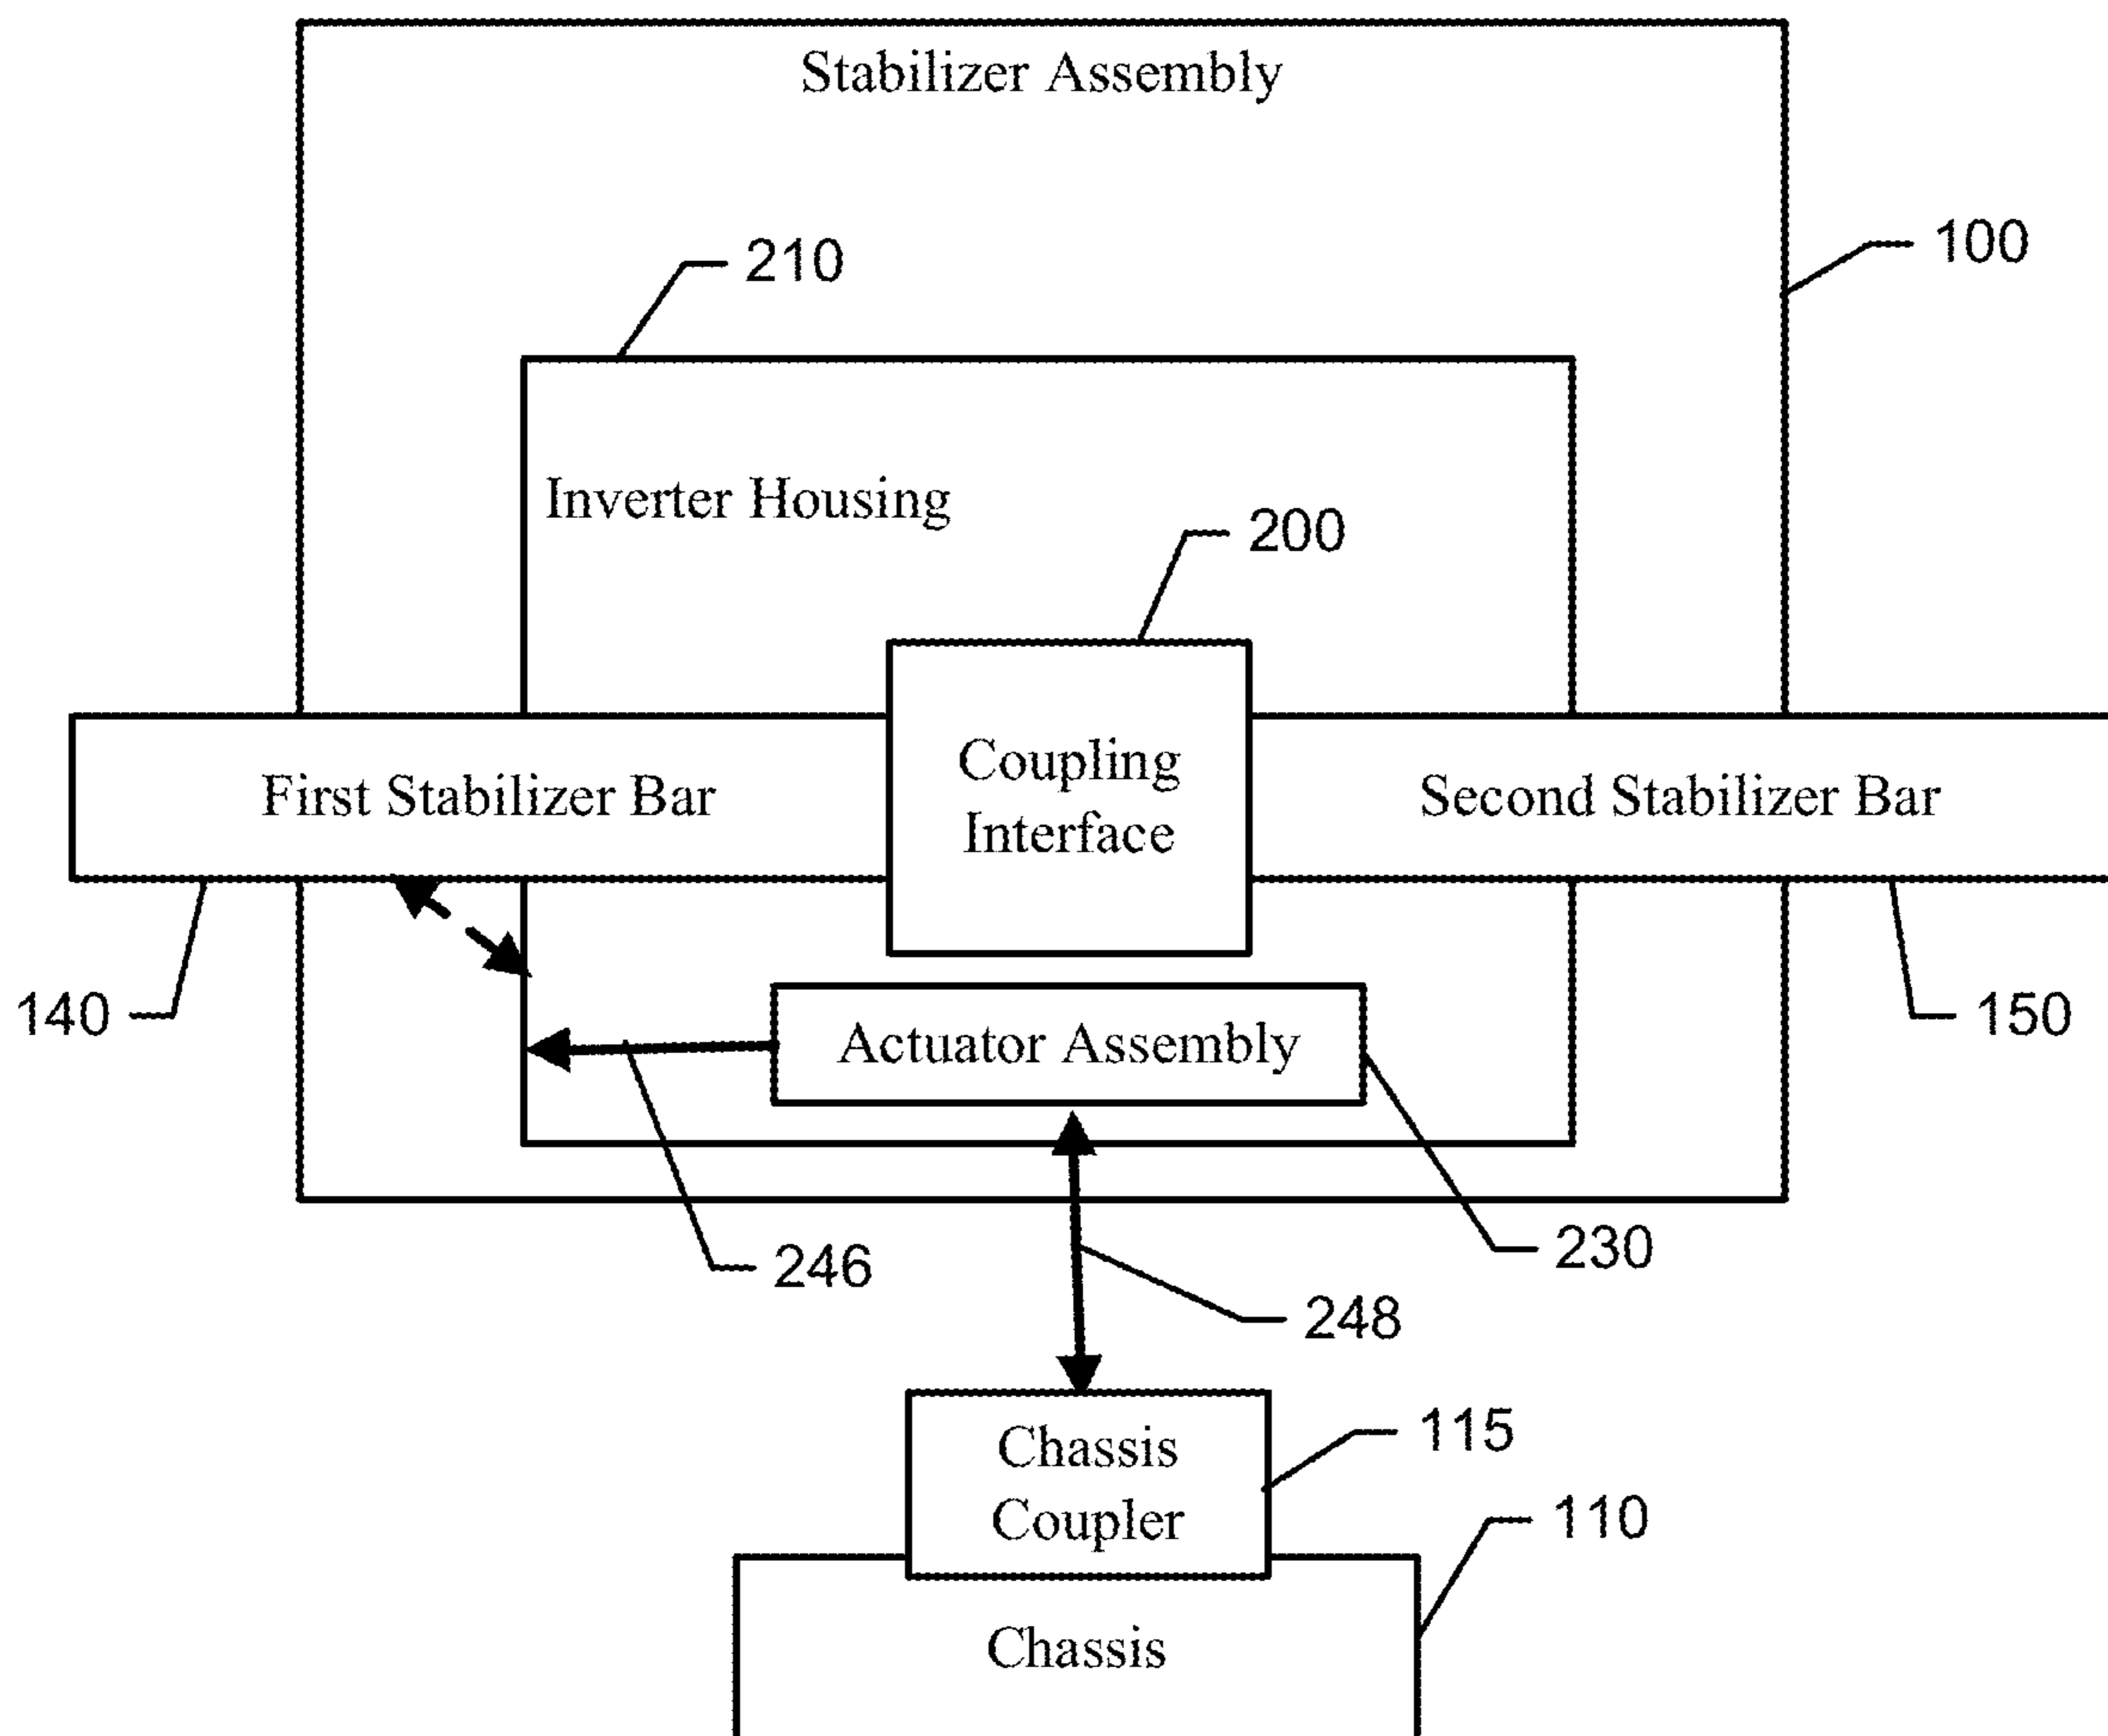 Stabilizer Assembly
100
210
Inverter Housing
200
Coupling
Interface
First Stabilizer Bar
Second Stabilizer Bar
140
150
Actuator Assembly
230
246
248
Chassis
Coupler
115
110
Chassis